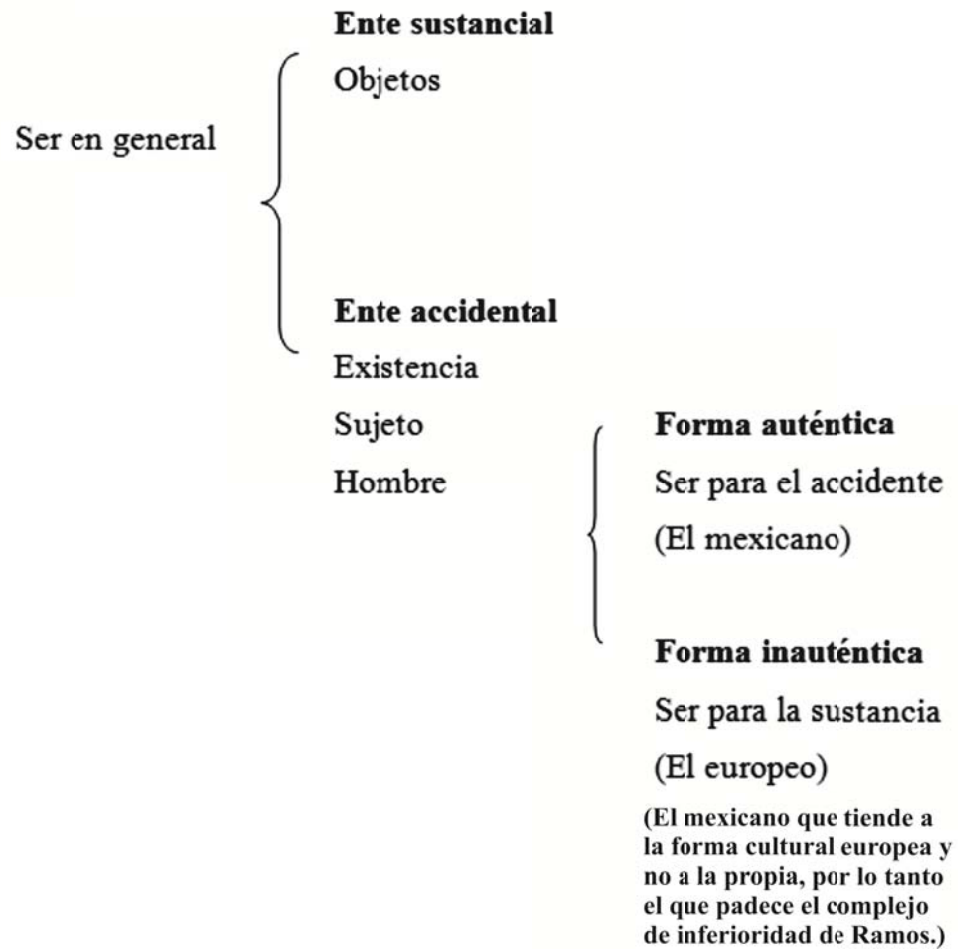 Ente sustancial
Objetos
Ser en general
Ente accidental
Existencia
Sujeto
Hombre
Forma auténtica
Ser para el accidente
(El mexicano)
Forma inauténtica
Ser para la sustancia
(El europeo)
(El mexicano que tiende a
la forma cultural europea y
no a la propia, por lo tanto
el que padece el complejo
de inferioridad de Ramos.)